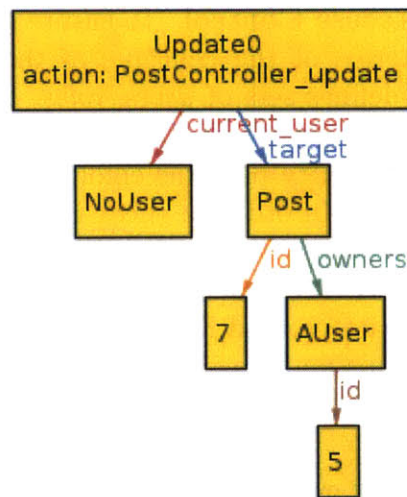 Update0
action: PostController_update
current_user
target
NoUser
Post
id
owners
7
AUser
id
5